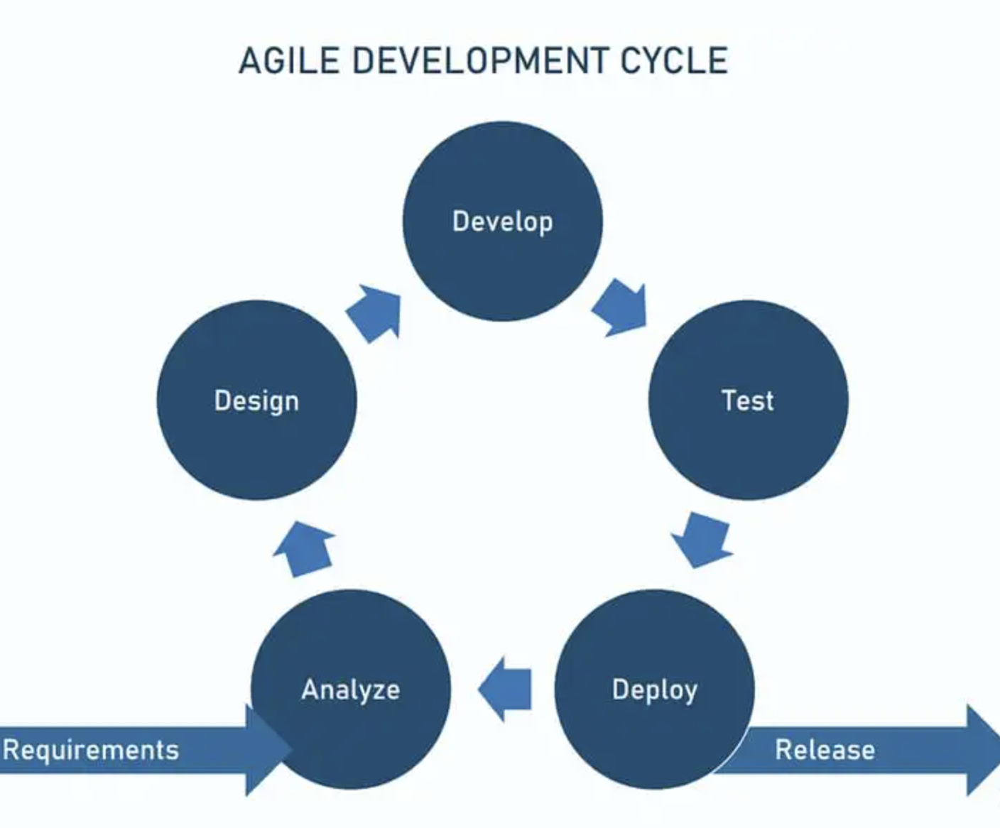 AGILE DEVELOPMENT CYCLE
Develop
Design
Test
Analyze
Deploy
Requirements
Release